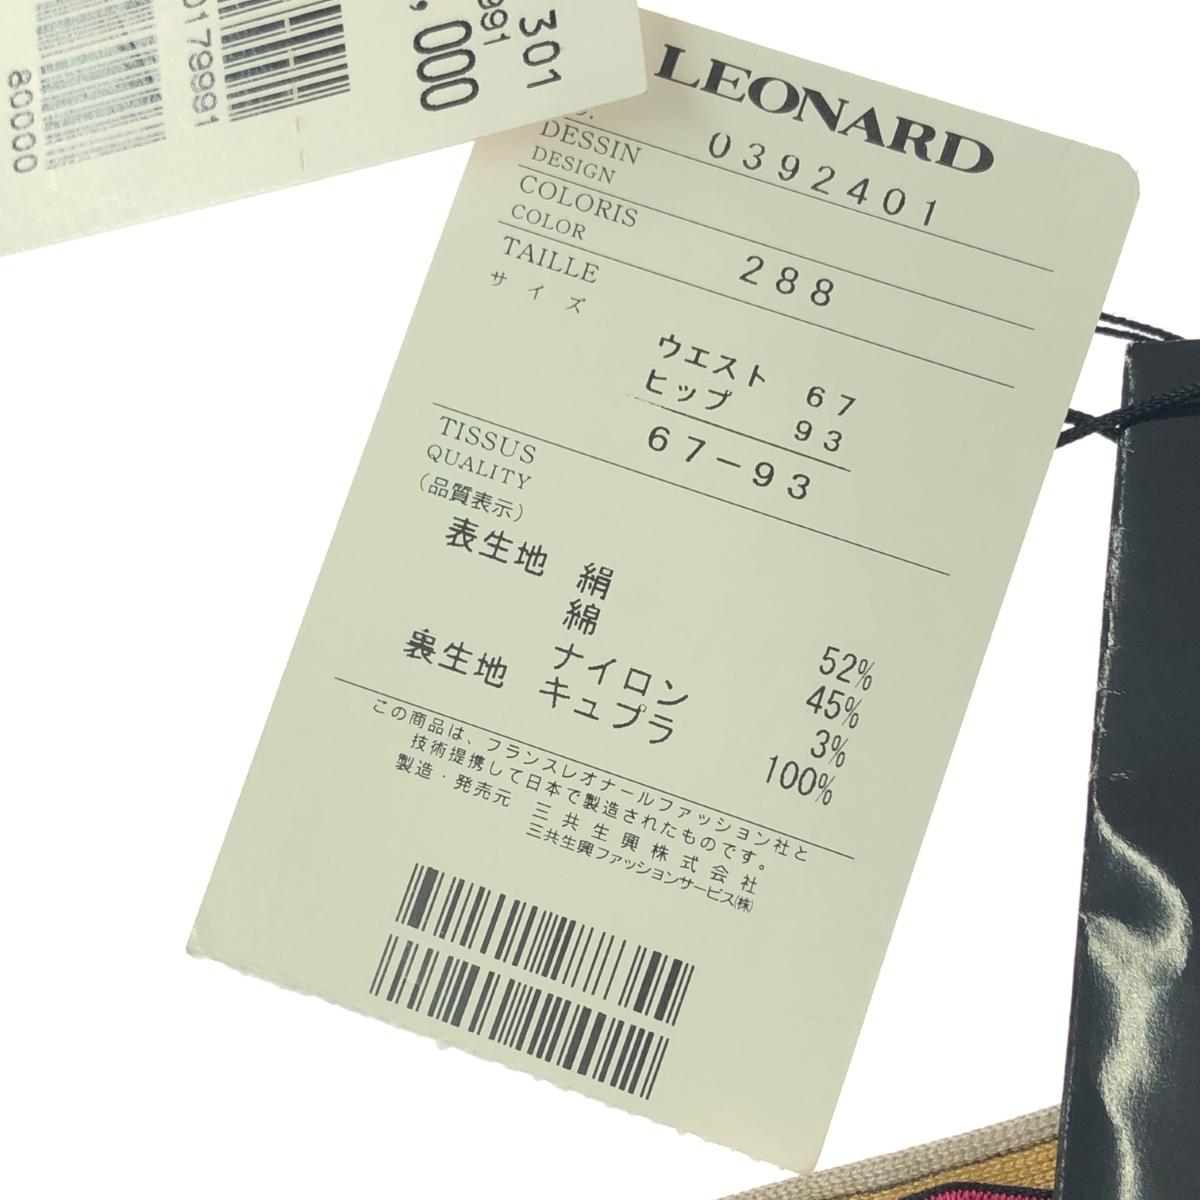 80000
0179991
,000
991
301
LEONARD
DESSIN 0392401
DESIGN
COLORIS
COLOR 288
TAILLE
サイズ
ウエスト 67
ヒップ 93
67-93
TISSUS
QUALITY
(品質表示)
表生地 絹 52%
綿 45%
ナイロン 3%
裏生地 キュプラ 100%
この商品は、フランスレオナールファッション社と
技術提携して日本で製造されたものです。
製造・発売元 三共生興株式会社
三共生興ファッションサービス(株)